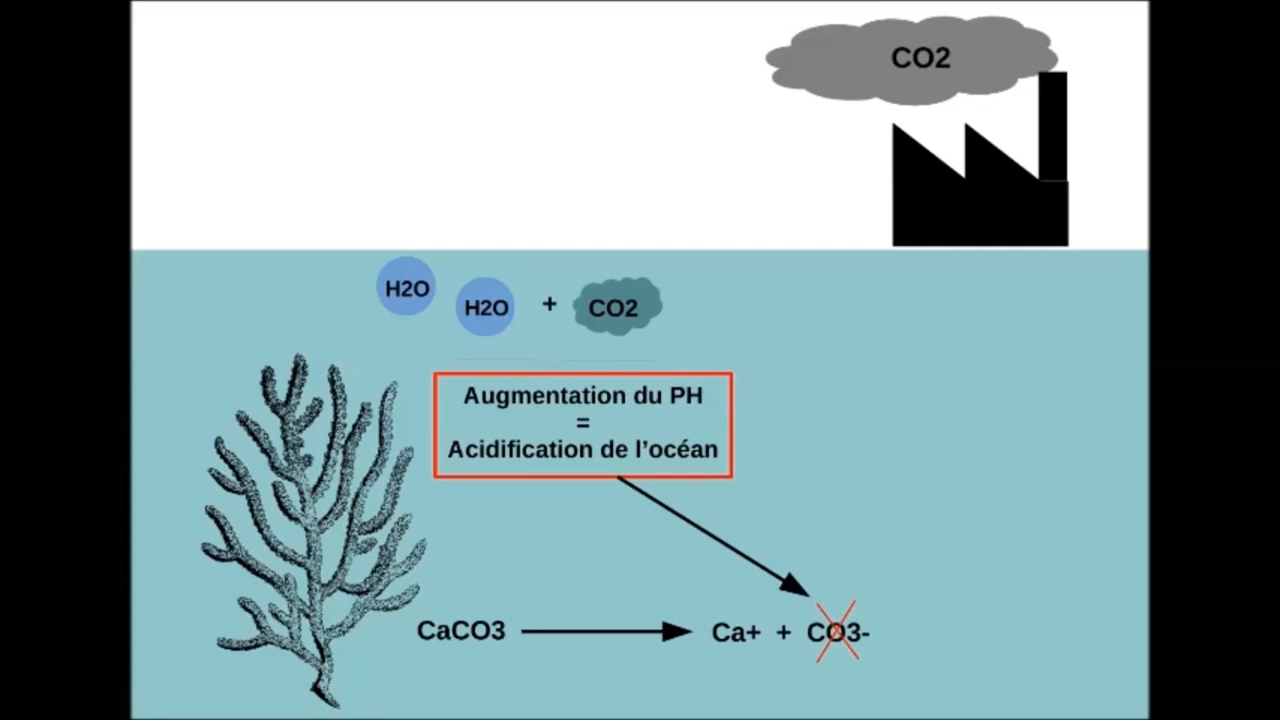 CO2
H2O
H2O + CO2
Augmentation du PH
=
Acidification de l'océan
CaCO3 Ca+ + CO3-